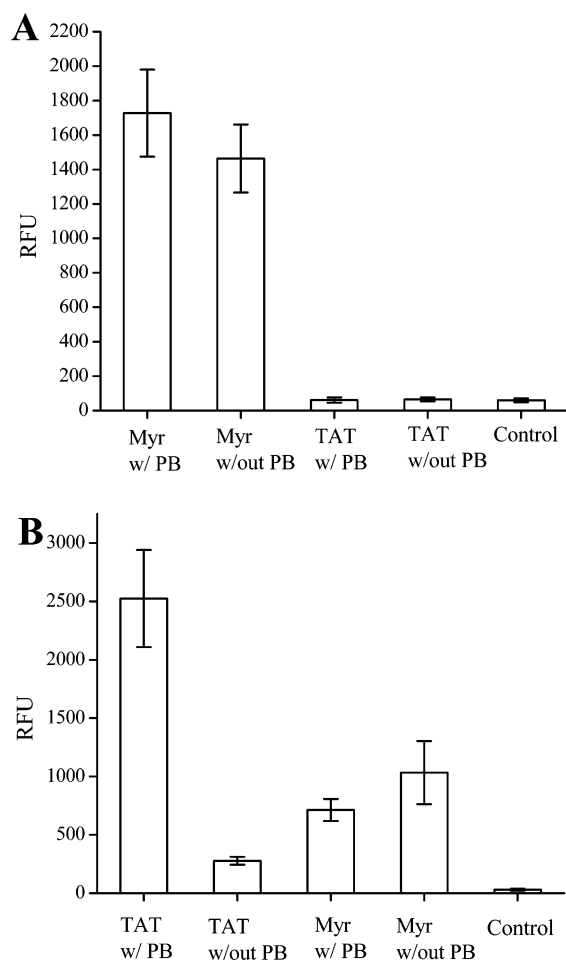 A
2200
2000
1800
1600
1400
1200
1000
800
600
400
200
0
RFU
Myr
w/ PB
Myr
w/out PB
TAT
w/ PB
TAT
w/out PB
Control
B
3000
2500
2000
1500
1000
500
0
RFU
TAT
w/ PB
TAT
w/out PB
Myr
w/ PB
Myr
w/out PB
Control